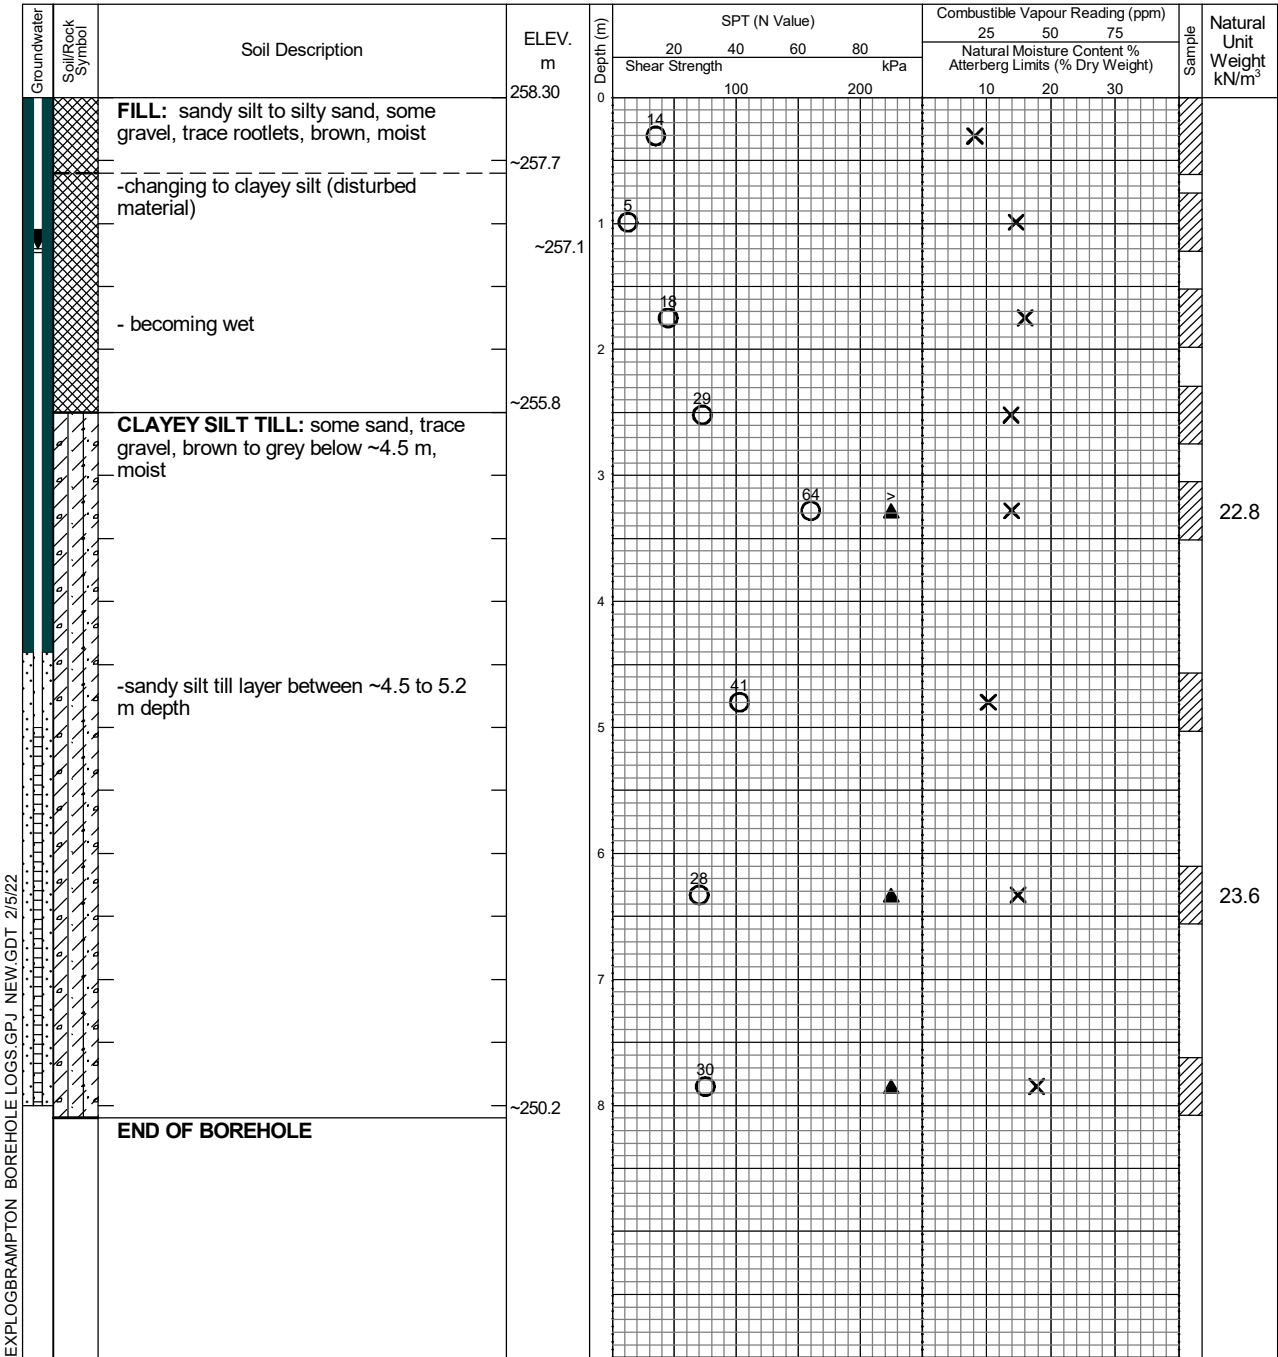 Groundwater
Soil/Rock
Symbol
Soil Description
ELEV.
m
258.30
Depth (m)
SPT (N Value)
20 40 60 80
Shear Strength kPa
100 200
Combustible Vapour Reading (ppm)
25 50 75
Natural Moisture Content %
Atterberg Limits (% Dry Weight)
10 20 30
Sample
Natural
Unit
Weight
kN/m³
0
FILL: sandy silt to silty sand, some
gravel, trace rootlets, brown, moist
14
~257.7
-changing to clayey silt (disturbed
material)
5
1
~257.1
18
- becoming wet
2
29
~255.8
CLAYEY SILT TILL: some sand, trace
gravel, brown to grey below ~4.5 m,
moist
3
64
>
22.8
4
-sandy silt till layer between ~4.5 to 5.2
m depth
41
5
6
28
23.6
7
30
8
~250.2
END OF BOREHOLE
EXPLOGBRAMPTON BOREHOLE LOGS.GPJ NEW.GDT 2/5/22